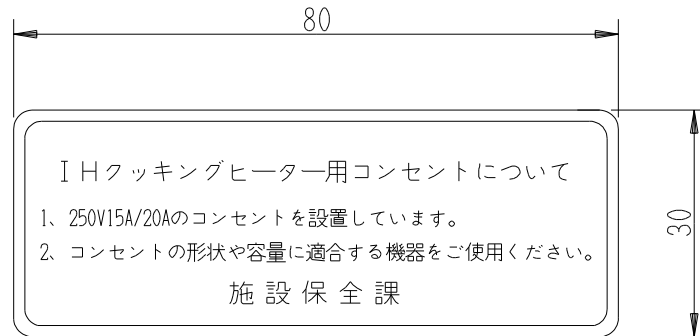 80
ＩＨクッキングヒーター用コンセントについて
1、250V15A/20Aのコンセントを設置しています。
2、コンセントの形状や容量に適合する機器をご使用ください。
施設保全課
30